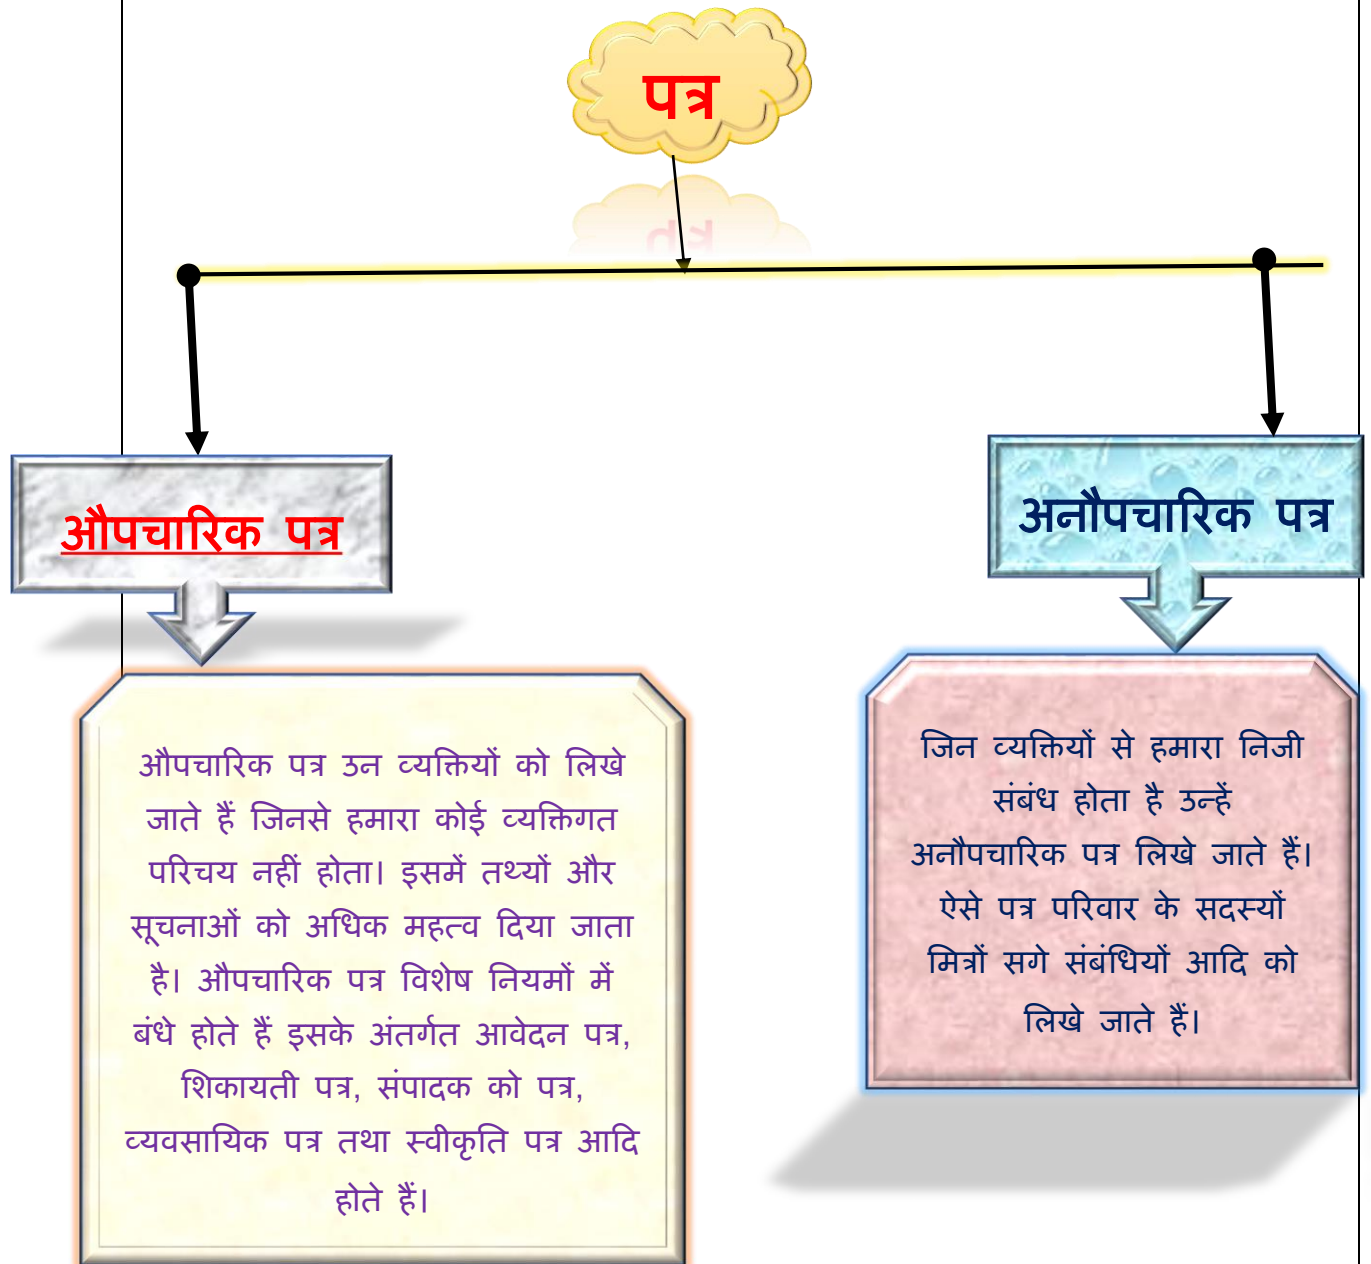 पत्र
औपचारिक पत्र
औपचारिक पत्र उन व्यक्तियों को लिखे
जाते हैं जिनसे हमारा कोई व्यक्तिगत
परिचय नहीं होता। इसमें तथ्यों और
सूचनाओं को अधिक महत्व दिया जाता
है। औपचारिक पत्र विशेष नियमों में
बंधे होते हैं इसके अंतर्गत आवेदन पत्र,
शिकायती पत्र, संपादक को पत्र,
व्यवसायिक पत्र तथा स्वीकृति पत्र आदि
होते हैं।
अनौपचारिक पत्र
जिन व्यक्तियों से हमारा निजी
संबंध होता है उन्हें
अनौपचारिक पत्र लिखे जाते हैं।
ऐसे पत्र परिवार के सदस्यों
मित्रों सगे संबंधियों आदि को
लिखे जाते हैं।